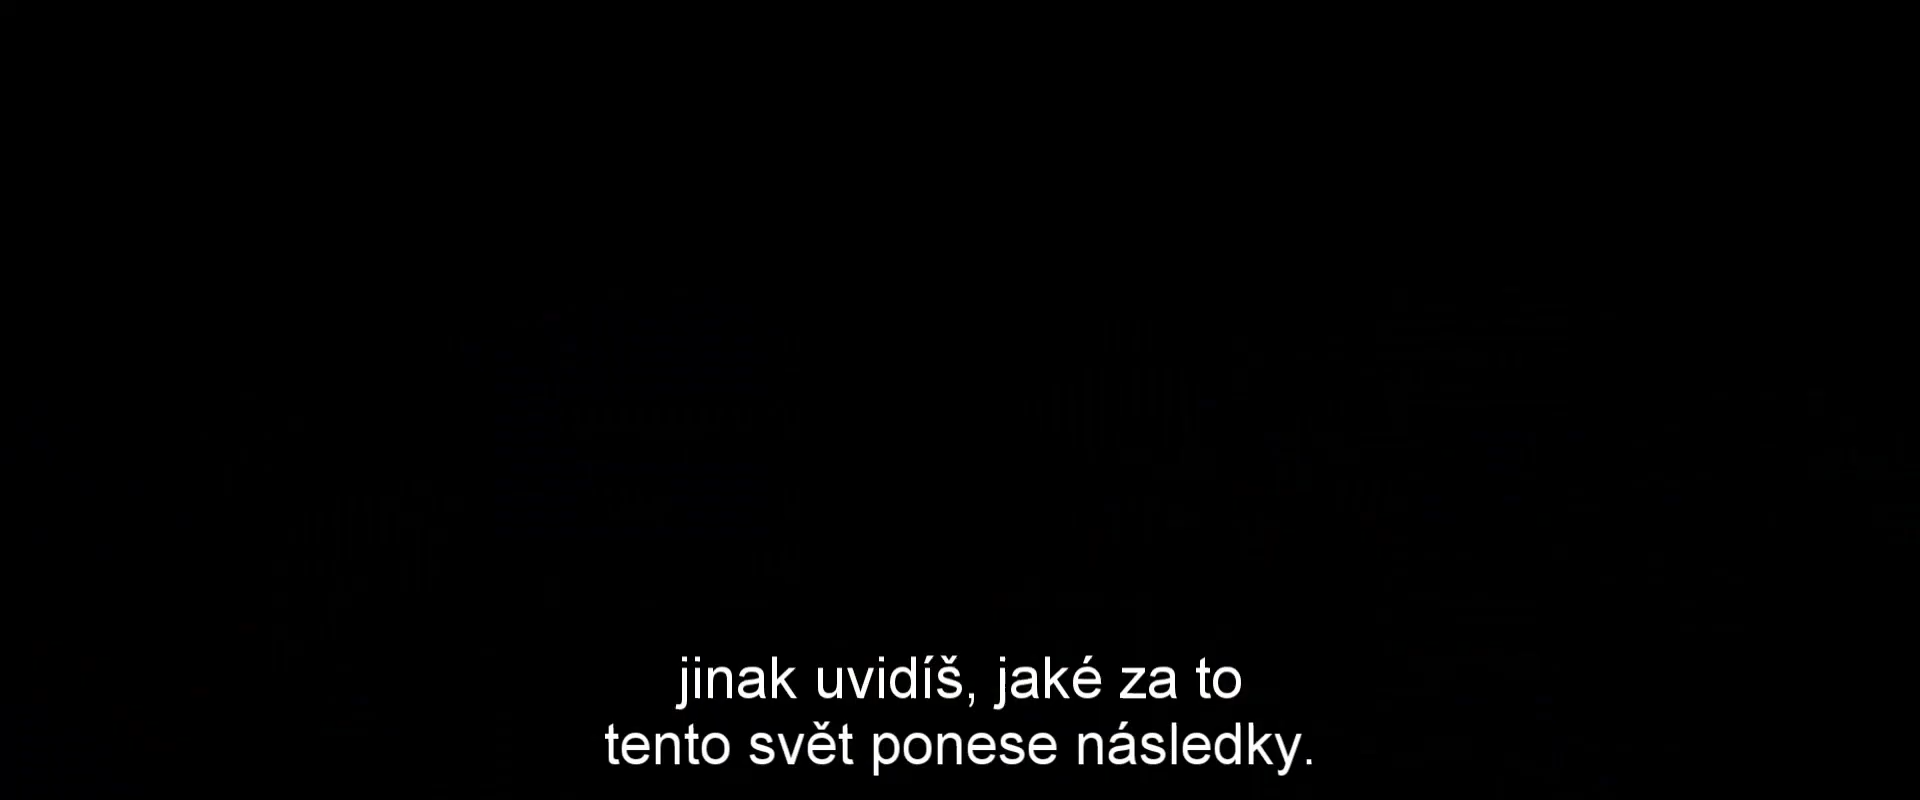 jinak uvidíš, jaké za to
tento svět ponese následky.